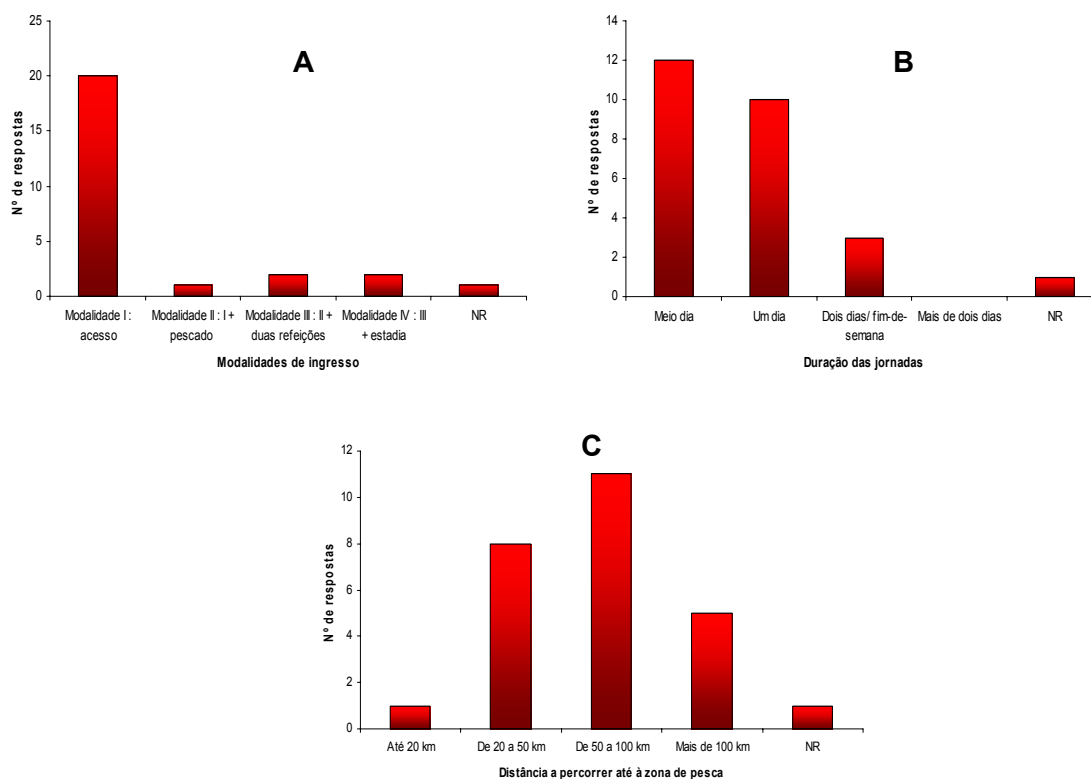 A
Nº de respostas
25
20
15
10
5
0
Modalidade I :
acesso
Modalidade II : I +
pescado
Modalidade III : II +
duas refeições
Modalidade IV : III
+ estadia
NR
Modalidades de ingresso
B
Nº de respostas
14
12
10
8
6
4
2
0
Meio dia
Um dia
Dois dias/ fim-de-
semana
Mais de dois dias
NR
Duração das jornadas
C
Nº de respostas
12
10
8
6
4
2
0
Até 20 km
De 20 a 50 km
De 50 a 100 km
Mais de 100 km
NR
Distância a percorrer até à zona de pesca